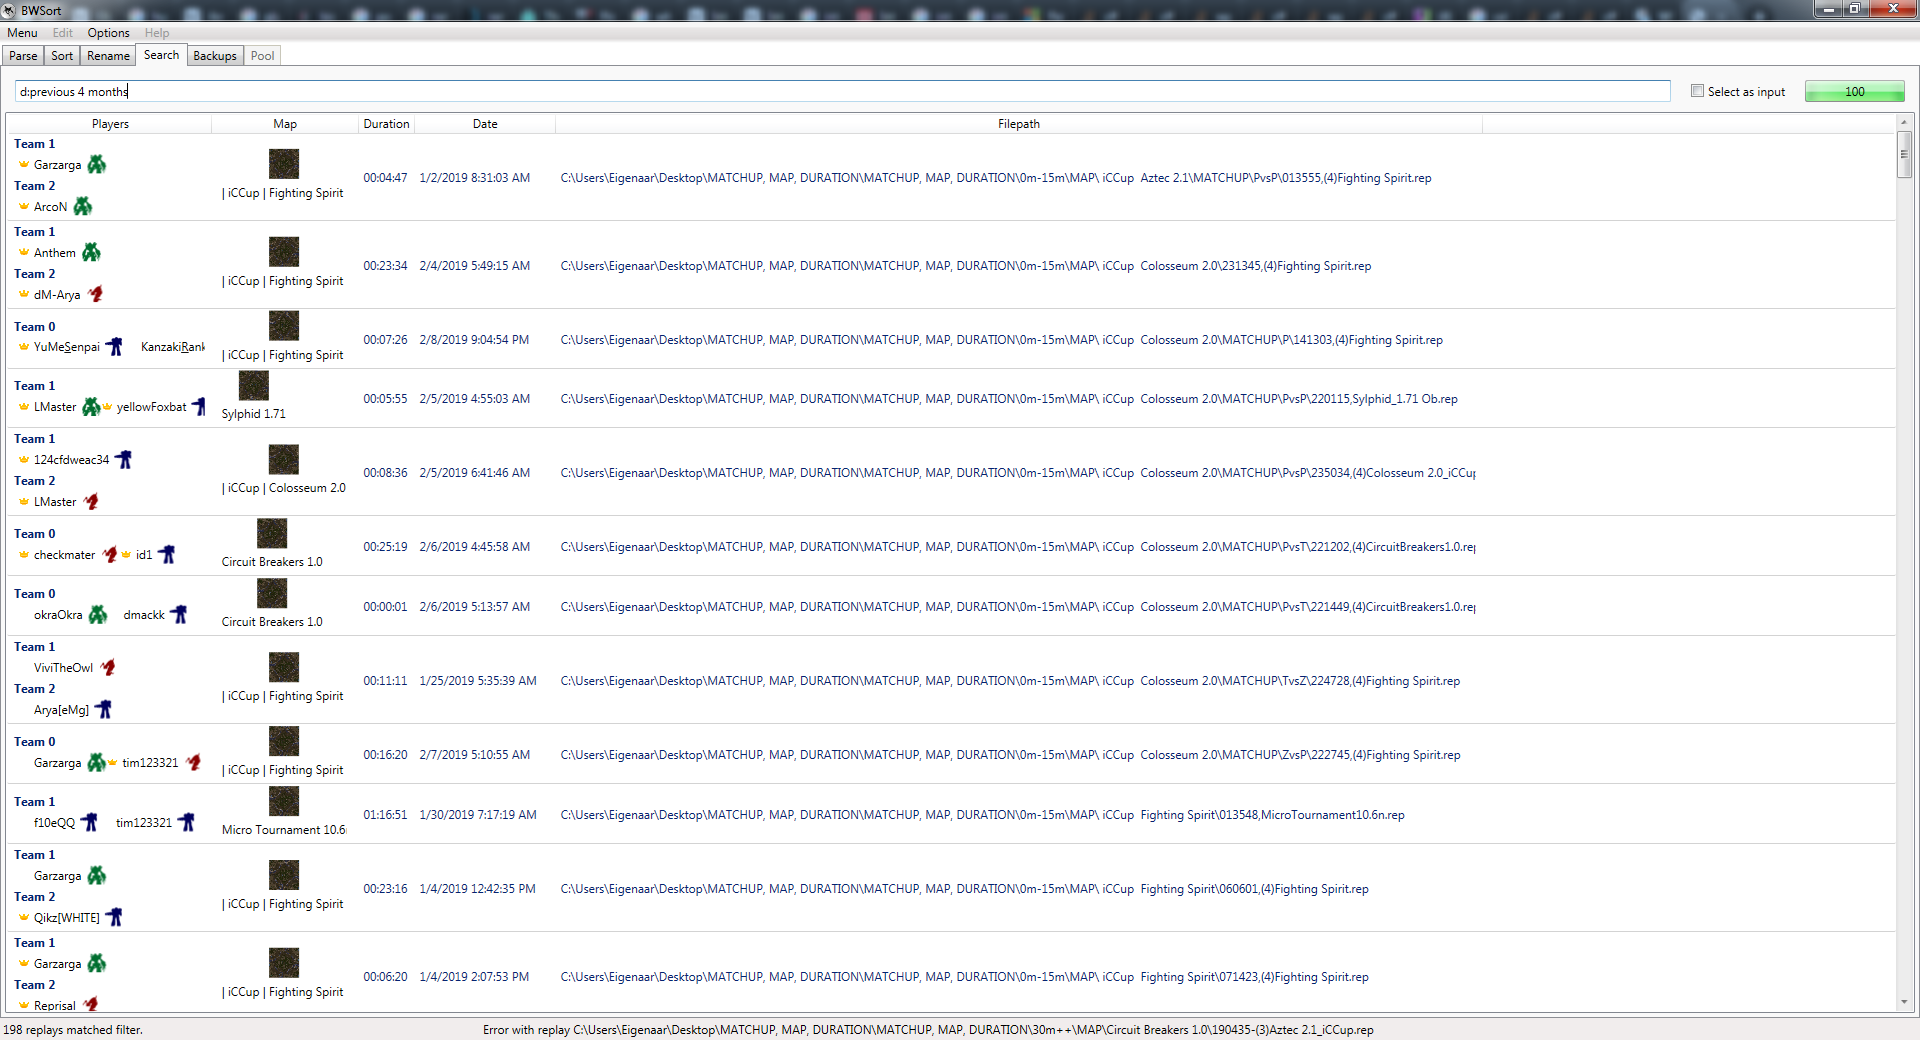 BWSort
Menu Edit Options Help
Parse Sort Rename Search Backups Pool
d:previous 4 months
Select as input
100
Players Map Duration Date Filepath
Team 1
Garzarga
Team 2
ArcoN
| iCCup | Fighting Spirit
00:04:47 1/2/2019 8:31:03 AM C:\Users\Eigenaar\Desktop\MATCHUP, MAP, DURATION\MATCHUP, MAP, DURATION\0m-15m\MAP\ iCCup  Aztec 2.1\MATCHUP\PvsP\013555,(4)Fighting Spirit.rep
Team 1
Anthem
Team 2
dM-Arya
| iCCup | Fighting Spirit
00:23:34 2/4/2019 5:49:15 AM C:\Users\Eigenaar\Desktop\MATCHUP, MAP, DURATION\MATCHUP, MAP, DURATION\0m-15m\MAP\ iCCup  Colosseum 2.0\231345,(4)Fighting Spirit.rep
Team 0
YuMeSenpai KanzakiRank
| iCCup | Fighting Spirit
00:07:26 2/8/2019 9:04:54 PM C:\Users\Eigenaar\Desktop\MATCHUP, MAP, DURATION\MATCHUP, MAP, DURATION\0m-15m\MAP\ iCCup  Colosseum 2.0\MATCHUP\P\141303,(4)Fighting Spirit.rep
Team 1
LMaster yellowFoxbat
Sylphid 1.71
00:05:55 2/5/2019 4:55:03 AM C:\Users\Eigenaar\Desktop\MATCHUP, MAP, DURATION\MATCHUP, MAP, DURATION\0m-15m\MAP\ iCCup  Colosseum 2.0\MATCHUP\PvsP\220115,Sylphid_1.71 Ob.rep
Team 1
124cfdweac34
Team 2
LMaster
| iCCup | Colosseum 2.0
00:08:36 2/5/2019 6:41:46 AM C:\Users\Eigenaar\Desktop\MATCHUP, MAP, DURATION\MATCHUP, MAP, DURATION\0m-15m\MAP\ iCCup  Colosseum 2.0\MATCHUP\PvsP\235034,(4)Colosseum 2.0_iCCup
Team 0
checkmater id1
Circuit Breakers 1.0
00:25:19 2/6/2019 4:45:58 AM C:\Users\Eigenaar\Desktop\MATCHUP, MAP, DURATION\MATCHUP, MAP, DURATION\0m-15m\MAP\ iCCup  Colosseum 2.0\MATCHUP\PvsT\221202,(4)CircuitBreakers1.0.rep
Team 0
okraOkra dmackk
Circuit Breakers 1.0
00:00:01 2/6/2019 5:13:57 AM C:\Users\Eigenaar\Desktop\MATCHUP, MAP, DURATION\MATCHUP, MAP, DURATION\0m-15m\MAP\ iCCup  Colosseum 2.0\MATCHUP\PvsT\221449,(4)CircuitBreakers1.0.rep
Team 1
ViviTheOwl
Team 2
Arya[eMg]
| iCCup | Fighting Spirit
00:11:11 1/25/2019 5:35:39 AM C:\Users\Eigenaar\Desktop\MATCHUP, MAP, DURATION\MATCHUP, MAP, DURATION\0m-15m\MAP\ iCCup  Colosseum 2.0\MATCHUP\TvsZ\224728,(4)Fighting Spirit.rep
Team 0
Garzarga tim123321
| iCCup | Fighting Spirit
00:16:20 2/7/2019 5:10:55 AM C:\Users\Eigenaar\Desktop\MATCHUP, MAP, DURATION\MATCHUP, MAP, DURATION\0m-15m\MAP\ iCCup  Colosseum 2.0\MATCHUP\ZvsP\222745,(4)Fighting Spirit.rep
Team 1
f10eQQ tim123321
Micro Tournament 10.6n
01:16:51 1/30/2019 7:17:19 AM C:\Users\Eigenaar\Desktop\MATCHUP, MAP, DURATION\MATCHUP, MAP, DURATION\0m-15m\MAP\ iCCup  Fighting Spirit\013548,MicroTournament10.6n.rep
Team 1
Garzarga
Team 2
Qikz[WHITE]
| iCCup | Fighting Spirit
00:23:16 1/4/2019 12:42:35 PM C:\Users\Eigenaar\Desktop\MATCHUP, MAP, DURATION\MATCHUP, MAP, DURATION\0m-15m\MAP\ iCCup  Fighting Spirit\060601,(4)Fighting Spirit.rep
Team 1
Garzarga
Team 2
Reprisal
| iCCup | Fighting Spirit
00:06:20 1/4/2019 2:07:53 PM C:\Users\Eigenaar\Desktop\MATCHUP, MAP, DURATION\MATCHUP, MAP, DURATION\0m-15m\MAP\ iCCup  Fighting Spirit\071423,(4)Fighting Spirit.rep
198 replays matched filter.
Error with replay C:\Users\Eigenaar\Desktop\MATCHUP, MAP, DURATION\MATCHUP, MAP, DURATION\30m++\MAP\Circuit Breakers 1.0\190435-(3)Aztec 2.1_iCCup.rep